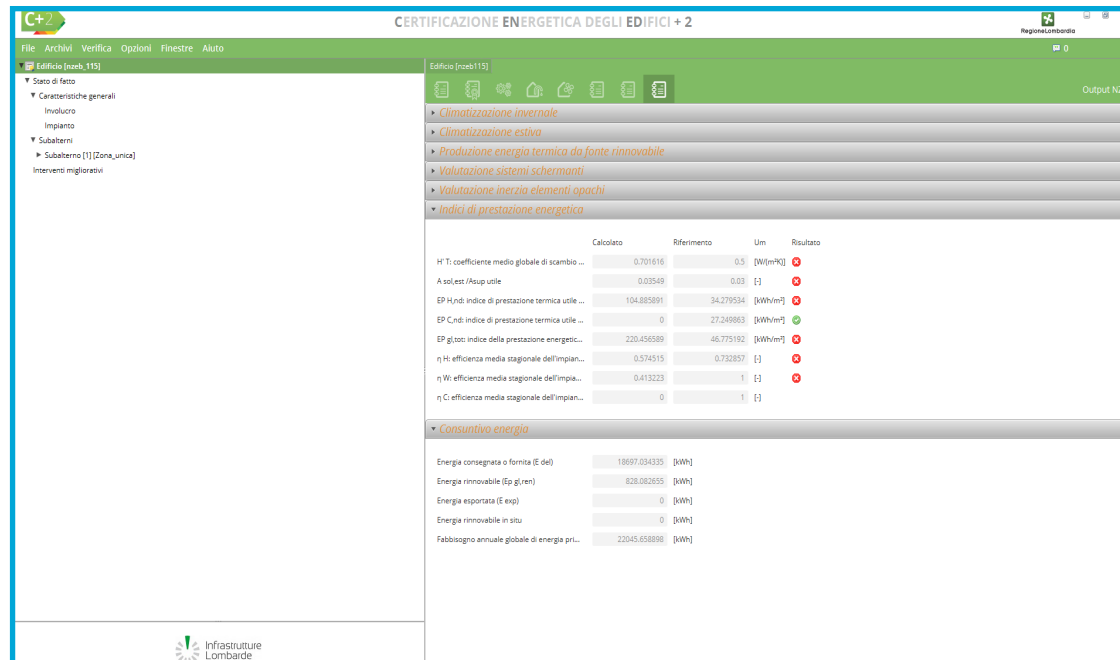 C+2
CERTIFICAZIONE ENERGETICA DEGLI EDIFICI + 2
RegioneLombardia
File Archivi Verifica Opzioni Finestre Aiuto
0
Edificio [nzeb_115]
Stato di fatto
Caratteristiche generali
Involucro
Impianto
Subalterni
Subalterno [1] [Zona_unica]
Interventi migliorativi
Edificio [nzeb115]
Output NZ
Climatizzazione invernale
Climatizzazione estiva
Produzione energia termica da fonte rinnovabile
Valutazione sistemi schermanti
Valutazione inerzia elementi opachi
Indici di prestazione energetica
Calcolato Riferimento Um Risultato
H' T: coefficiente medio globale di scambio ... 0.701616 0.5 [W/(m²K)]
A sol,est /Asup utile 0.03549 0.03 [-]
EP H,nd: indice di prestazione termica utile ... 104.885891 34.279534 [kWh/m²]
EP C,nd: indice di prestazione termica utile ... 0 27.249863 [kWh/m²]
EP gl,tot: indice della prestazione energetic... 220.456589 46.775192 [kWh/m²]
η H: efficienza media stagionale dell'impian... 0.574515 0.732857 [-]
η W: efficienza media stagionale dell'impia... 0.413223 1 [-]
η C: efficienza media stagionale dell'impian... 0 1 [-]
Consuntivo energia
Energia consegnata o fornita (E del) 18697.034335 [kWh]
Energia rinnovabile (Ep gl,ren) 828.082655 [kWh]
Energia esportata (E exp) 0 [kWh]
Energia rinnovabile in situ 0 [kWh]
Fabbisogno annuale globale di energia pri... 22045.658898 [kWh]
Infrastrutture
Lombarde